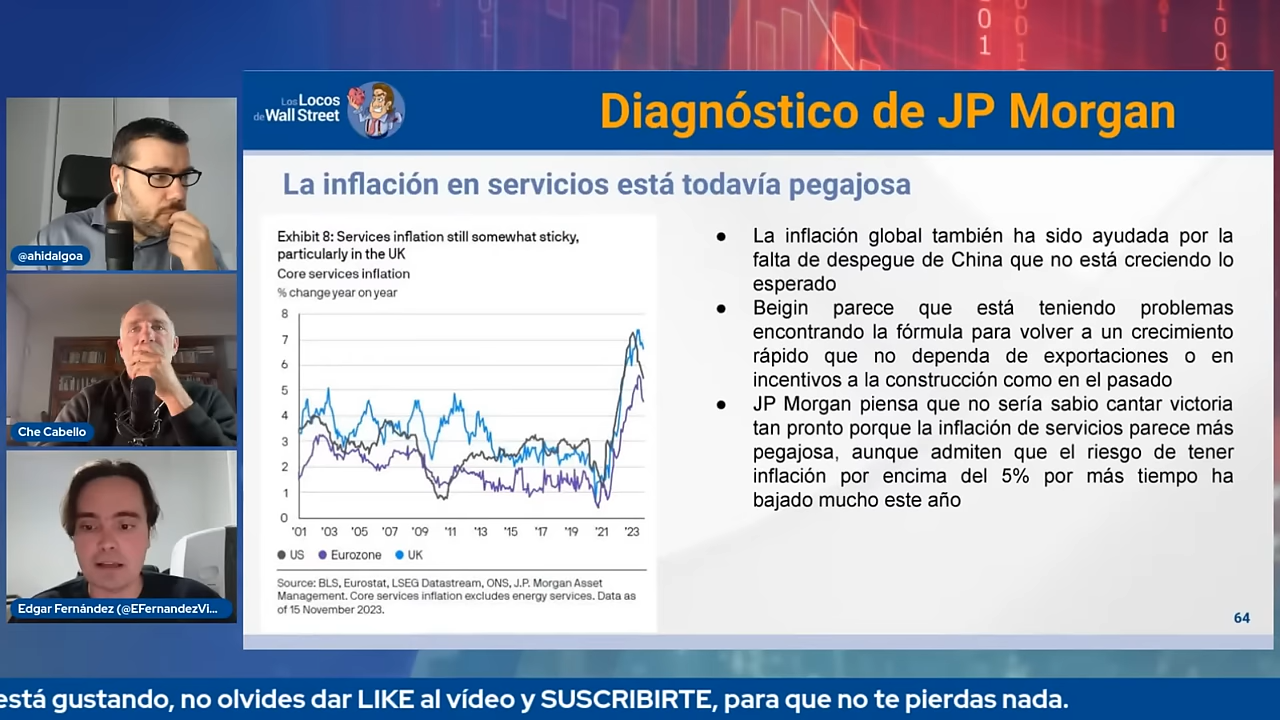 Los Locos
de Wall Street
Diagnóstico de JP Morgan
La inflación en servicios está todavía pegajosa
Exhibit 8: Services inflation still somewhat sticky,
particularly in the UK
Core services inflation
% change year on year
8
7
6
5
4
3
2
1
0
'01 '03 '05 '07 '09 '11 '13 '15 '17 '19 '21 '23
US Eurozone UK
Source: BLS, Eurostat, LSEG Datastream, ONS, J.P. Morgan Asset
Management. Core services inflation excludes energy services. Data as
of 15 November 2023.
● La inflación global también ha sido ayudada por la
falta de despegue de China que no está creciendo lo
esperado
● Beigin parece que está teniendo problemas
encontrando la fórmula para volver a un crecimiento
rápido que no dependa de exportaciones o en
incentivos a la construcción como en el pasado
● JP Morgan piensa que no sería sabio cantar victoria
tan pronto porque la inflación de servicios parece más
pegajosa, aunque admiten que el riesgo de tener
inflación por encima del 5% por más tiempo ha
bajado mucho este año
64
@ahidalgoa
Che Cabello
Edgar Fernández (@EFernandezVi...
está gustando, no olvides dar LIKE al vídeo y SUSCRIBIRTE, para que no te pierdas nada.